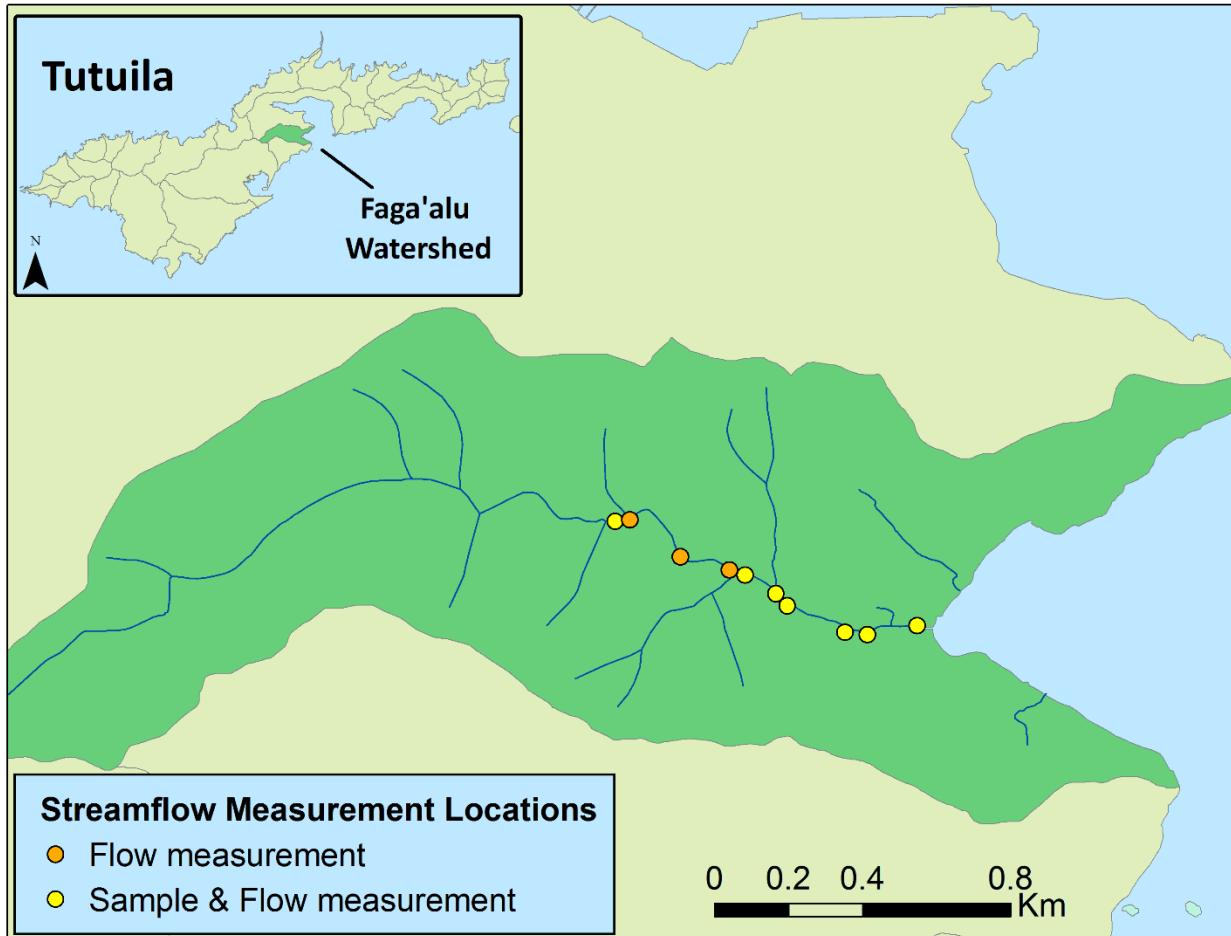 Tutuila
Faga'alu
Watershed
N
Streamflow Measurement Locations
Flow measurement
Sample & Flow measurement
0 0.2 0.4 0.8
Km